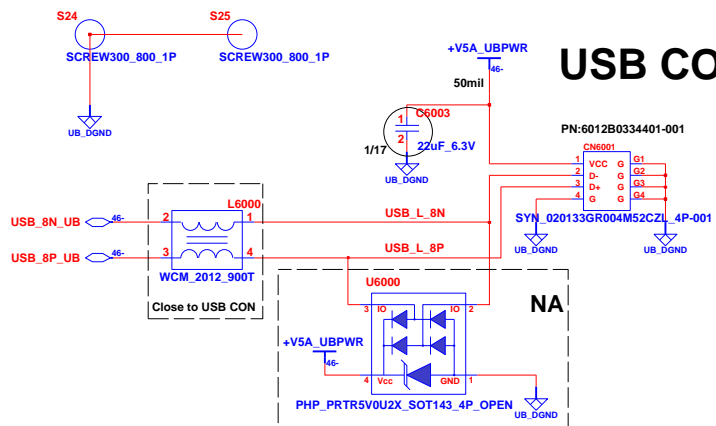 S24
S25
SCREW300_800_1P
SCREW300_800_1P
UB_DGND
+V5A_UBPWR
46-
50mil
USB CO
C6003
1
2
22uF_6.3V
1/17
UB_DGND
PN:6012B0334401-001
CN6001
1 VCC G G1
2 D- G G2
3 D+ G G3
4 G G G4
SYN_020133GR004M52CZL_4P-001
UB_DGND
UB_DGND
L6000
USB_8N_UB 46- 2 1 USB_L_8N
USB_8P_UB 46- 3 4 USB_L_8P
WCM_2012_900T
Close to USB CON
U6000
NA
3 IO IO 2
+V5A_UBPWR
46-
4 Vcc GND 1
PHP_PRTR5V0U2X_SOT143_4P_OPEN
UB_DGND